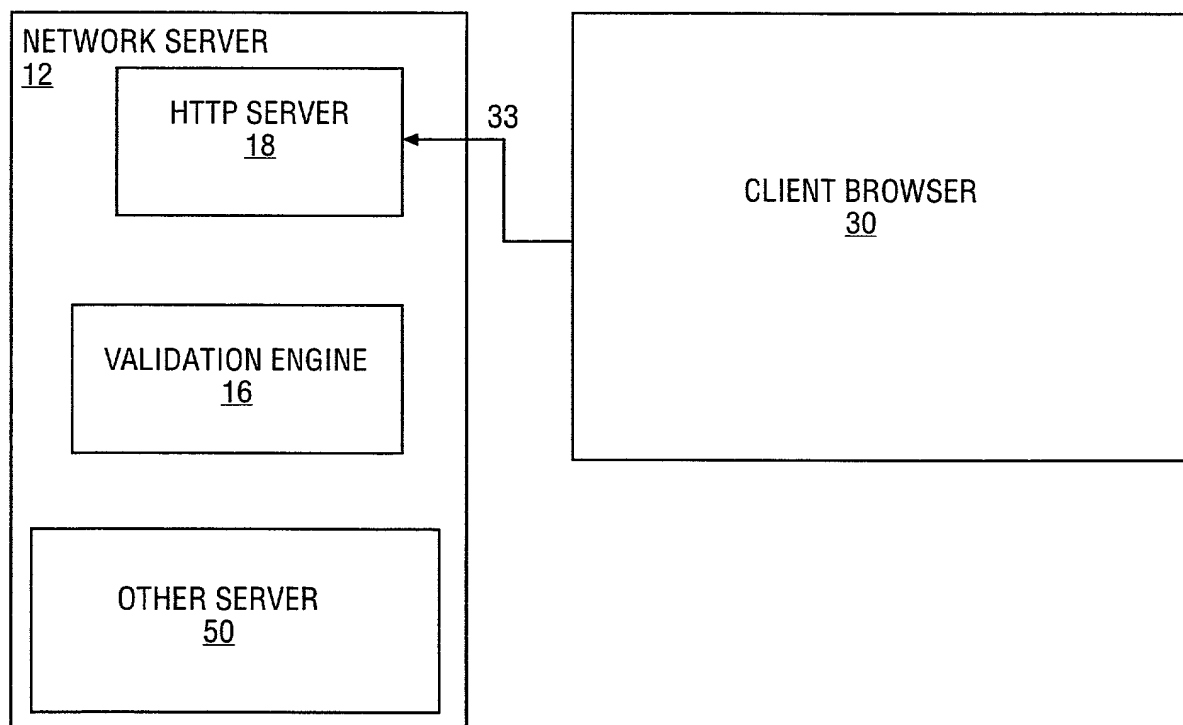 NETWORK SERVER
12
HTTP SERVER
18
33
CLIENT BROWSER
30
VALIDATION ENGINE
16
OTHER SERVER
50